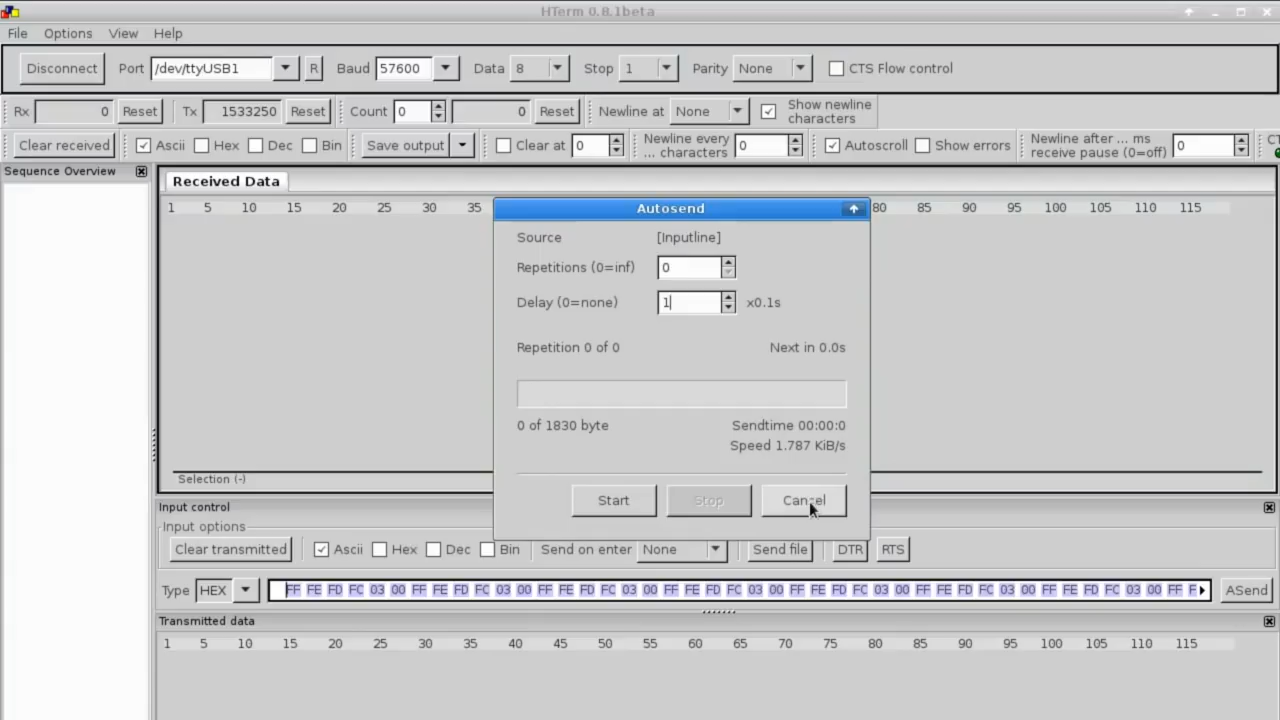 HTerm 0.8.1beta
File Options View Help
Disconnect Port /dev/ttyUSB1 R Baud 57600 Data 8 Stop 1 Parity None CTS Flow control
Rx 0 Reset Tx 1533250 Reset Count 0 0 Reset Newline at None Show newline characters
Clear received Ascii Hex Dec Bin Save output Clear at 0 Newline every ... characters 0 Autoscroll Show errors Newline after ... ms receive pause (0=off) 0 CT
Sequence Overview
Received Data
1 5 10 15 20 25 30 35 80 85 90 95 100 105 110 115
Autosend
Source [Inputline]
Repetitions (0=inf) 0
Delay (0=none) 1 x0.1s
Repetition 0 of 0 Next in 0.0s
0 of 1830 byte Sendtime 00:00:0
Speed 1.787 KiB/s
Start Stop Cancel
Selection (-)
Input control
Input options
Clear transmitted Ascii Hex Dec Bin Send on enter None Send file DTR RTS
Type HEX FF FE FD FC 03 00 FF FE FD FC 03 00 FF FE FD FC 03 00 FF FE FD FC 03 00 FF FE FD FC 03 00 FF FE FD FC 03 00 FF FE FD FC 03 00 FF F ASend
Transmitted data
1 5 10 15 20 25 30 35 40 45 50 55 60 65 70 75 80 85 90 95 100 105 110 115